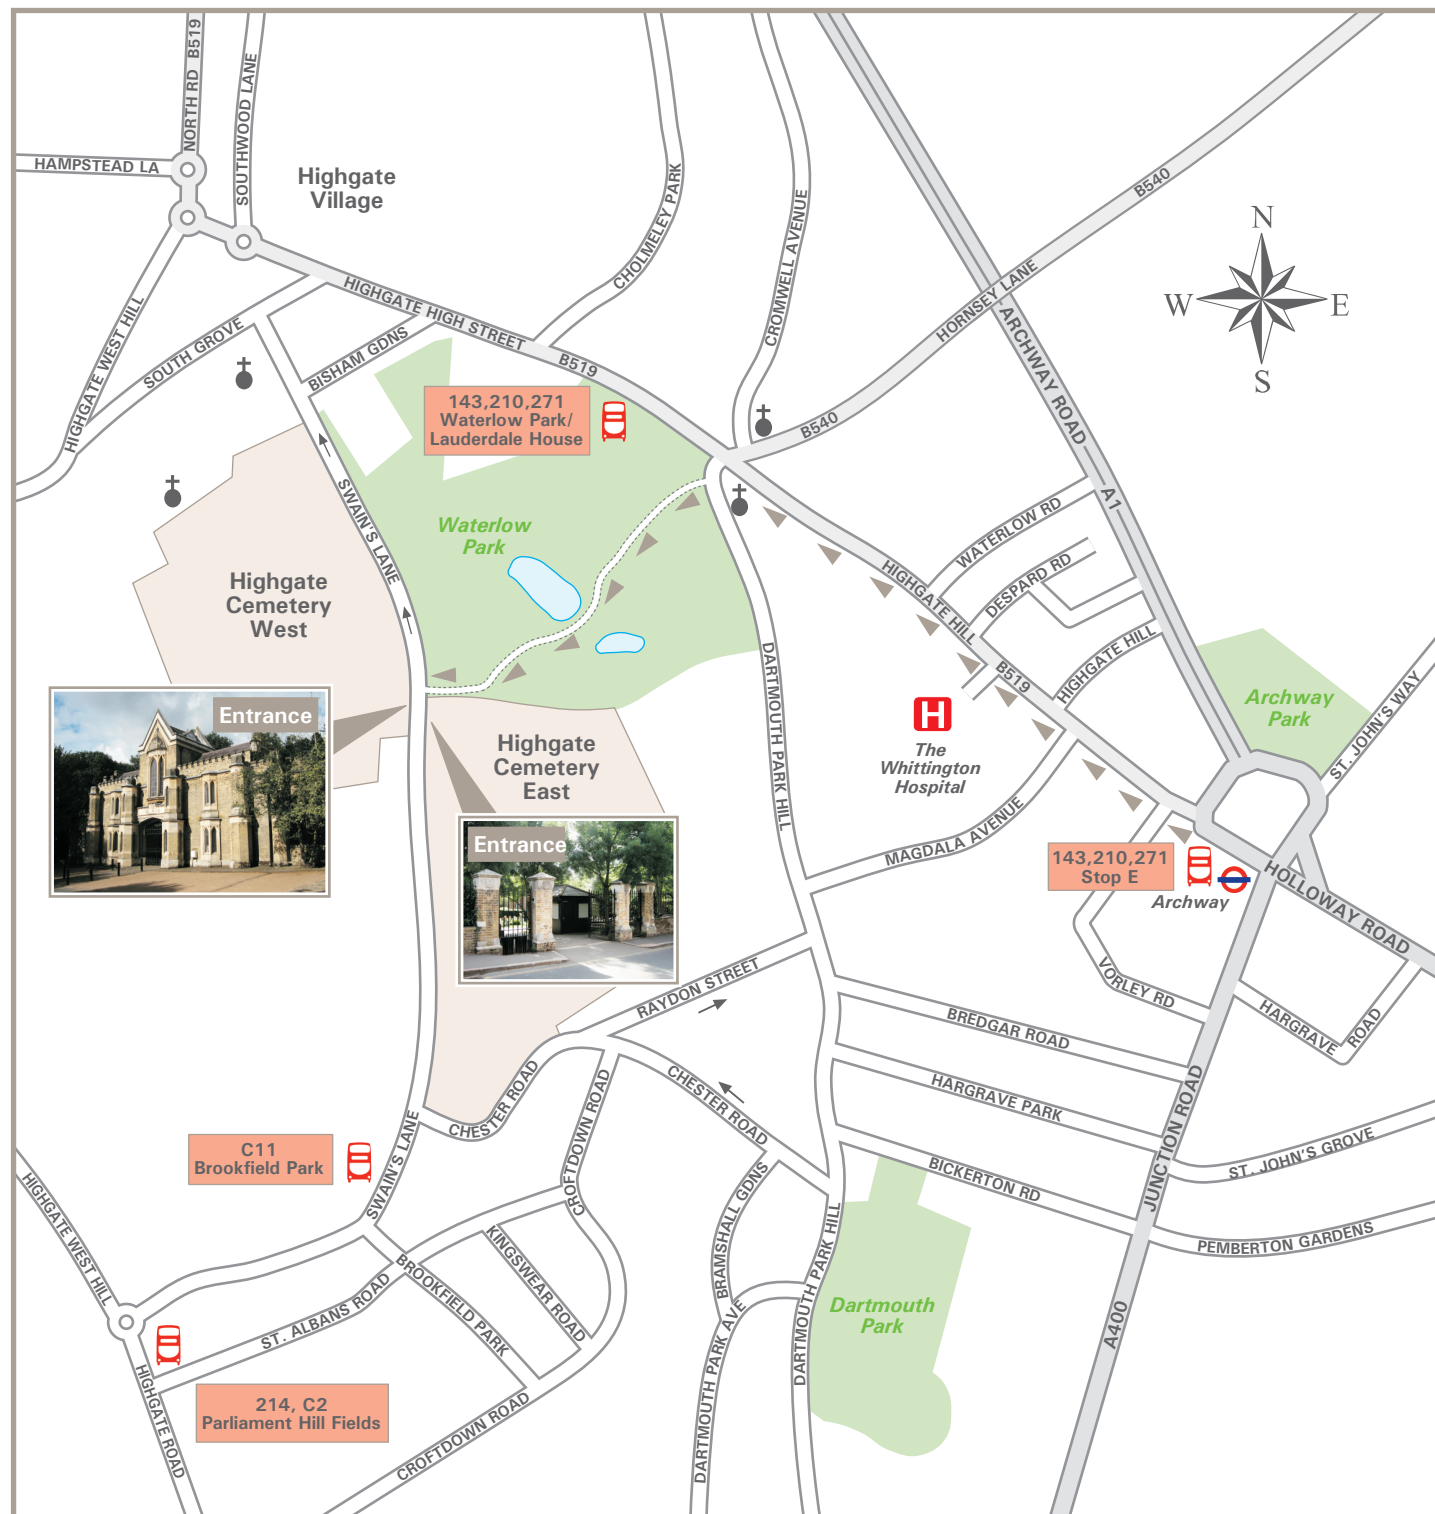 NORTH RD B519
SOUTHWOOD LANE
HAMPSTEAD LA
Highgate
Village
CHOLMELEY PARK
CROMWELL AVENUE
B540
N
W
E
S
HORNSEY LANE
HIGHGATE WEST HILL
SOUTH GROVE
BISHAM GDNS
HIGHGATE HIGH STREET
B519
ARCHWAY ROAD
A1
B540
143,210,271
Waterlow Park/
Lauderdale House
SWAIN'S LANE
Waterlow
Park
WATERLOW RD
DESPARD RD
HIGHGATE HILL
B519
HIGHGATE HILL
Highgate
Cemetery
West
DARTMOUTH PARK HILL
Archway
Park
ST. JOHN'S WAY
Entrance
Highgate
Cemetery
East
H
The
Whittington
Hospital
Entrance
MAGDALA AVENUE
143,210,271
Stop E
Archway
HOLLOWAY ROAD
RAYDON STREET
VORLEY RD
HARGRAVE
ROAD
BREDGAR ROAD
CHESTER ROAD
CHESTER ROAD
HARGRAVE PARK
CROFTDOWN ROAD
JUNCTION ROAD
C11
Brookfield Park
SWAIN'S LANE
BICKERTON RD
ST. JOHN'S GROVE
BRAMSHALL GDNS
HIGHGATE WEST HILL
KINGSWEAR ROAD
BROOKFIELD PARK
PEMBERTON GARDENS
ST. ALBANS ROAD
DARTMOUTH PARK HILL
Dartmouth
Park
A400
DARTMOUTH PARK AVE
HIGHGATE ROAD
214, C2
Parliament Hill Fields
CROFTDOWN ROAD